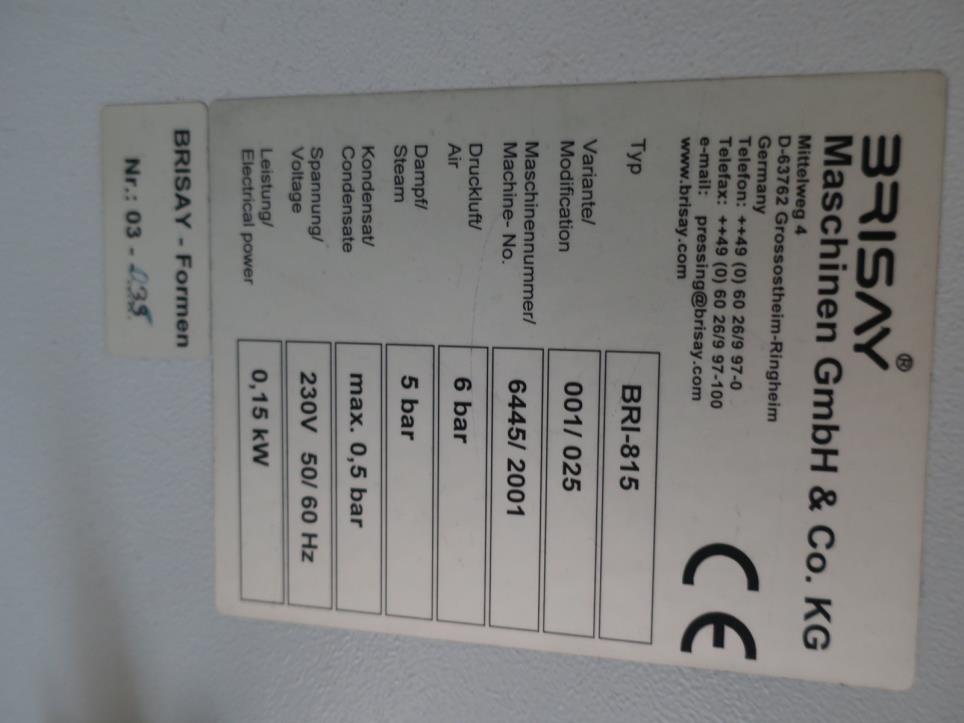 BRISAY®
Maschinen GmbH & Co. KG
Mittelweg 4
D-63762 Grossostheim-Ringheim
Germany
Telefon: ++49 (0) 60 26/9 97-0
Telefax: ++49 (0) 60 26/9 97-100
e-mail: pressing@brisay.com
www.brisay.com
CE
Typ BRI-815
Variante/
Modification 001/ 025
Maschinennummer/
Machine- No. 6445/ 2001
Druckluft/
Air 6 bar
Dampf/
Steam 5 bar
Kondensat/
Condensate max. 0,5 bar
Spannung/
Voltage 230V 50/ 60 Hz
Leistung/
Electrical power 0,15 kW
BRISAY - Formen
Nr.: 03 - 035